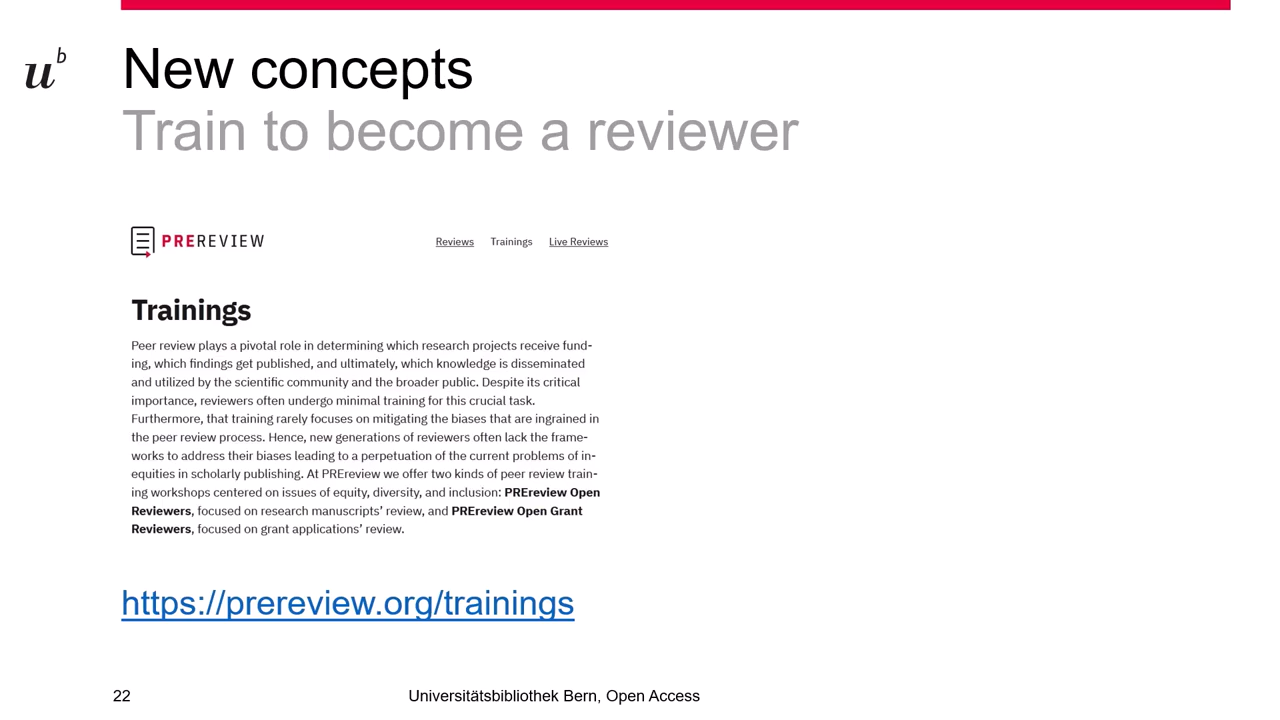 u b
New concepts
Train to become a reviewer
PREREVIEW
Reviews Trainings Live Reviews
Trainings
Peer review plays a pivotal role in determining which research projects receive fund-
ing, which findings get published, and ultimately, which knowledge is disseminated
and utilized by the scientific community and the broader public. Despite its critical
importance, reviewers often undergo minimal training for this crucial task.
Furthermore, that training rarely focuses on mitigating the biases that are ingrained in
the peer review process. Hence, new generations of reviewers often lack the frame-
works to address their biases leading to a perpetuation of the current problems of in-
equities in scholarly publishing. At PREreview we offer two kinds of peer review train-
ing workshops centered on issues of equity, diversity, and inclusion: PREreview Open
Reviewers, focused on research manuscripts’ review, and PREreview Open Grant
Reviewers, focused on grant applications’ review.
https://prereview.org/trainings
22 Universitätsbibliothek Bern, Open Access